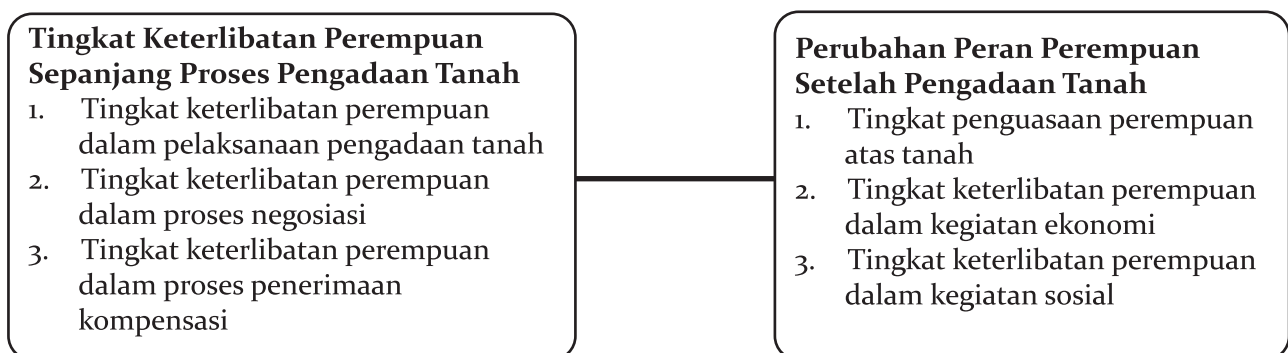 Tingkat Keterlibatan Perempuan
Sepanjang Proses Pengadaan Tanah
1. Tingkat keterlibatan perempuan
dalam pelaksanaan pengadaan tanah
2. Tingkat keterlibatan perempuan
dalam proses negosiasi
3. Tingkat keterlibatan perempuan
dalam proses penerimaan
kompensasi
Perubahan Peran Perempuan
Setelah Pengadaan Tanah
1. Tingkat penguasaan perempuan
atas tanah
2. Tingkat keterlibatan perempuan
dalam kegiatan ekonomi
3. Tingkat keterlibatan perempuan
dalam kegiatan sosial